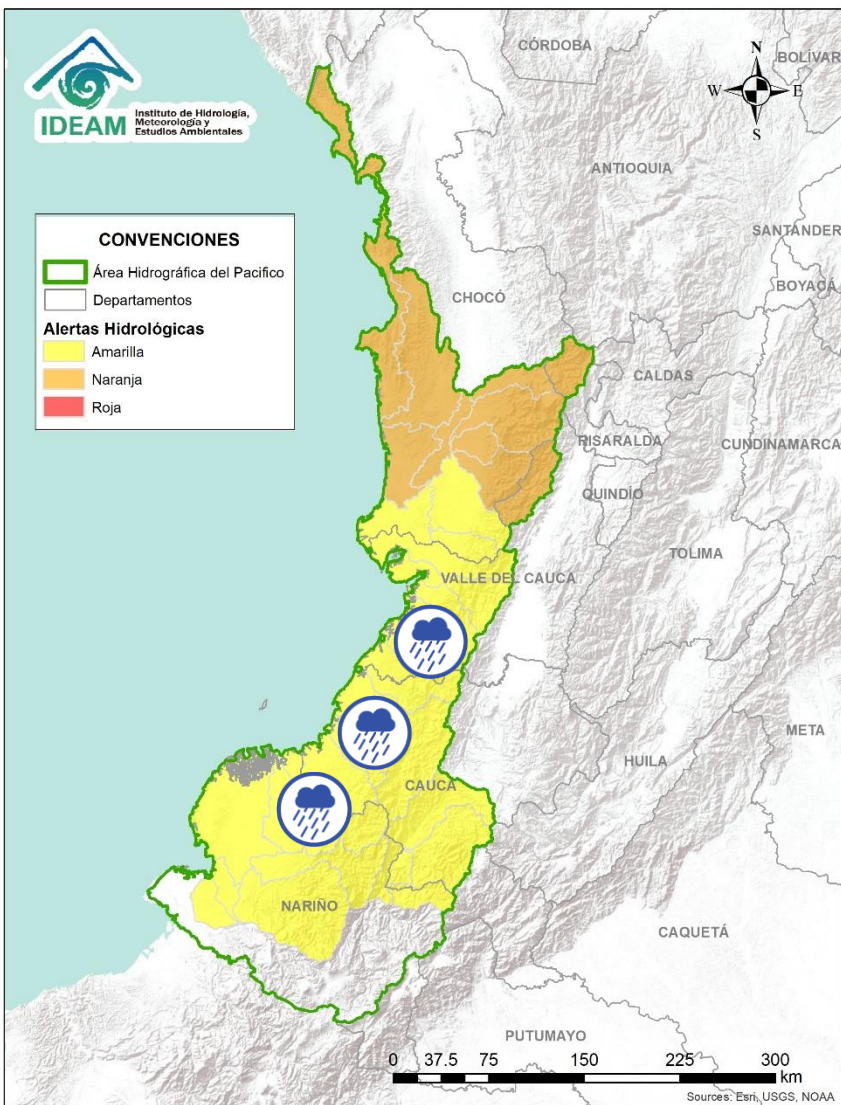 IDEAM
Instituto de Hidrología,
Meteorología y
Estudios Ambientales
CÓRDOBA
BOLÍVAR
N
W
E
S
ANTIOQUIA
SANTANDER
BOYACÁ
CONVENCIONES
Área Hidrográfica del Pacifico
Departamentos
Alertas Hidrológicas
Amarilla
Naranja
Roja
CHOCÓ
CALDAS
RISARALDA
CUNDINAMARCA
QUINDÍO
TOLIMA
VALLE DEL CAUCA
META
HUILA
CAUCA
NARIÑO
CAQUETÁ
PUTUMAYO
0 37.5 75 150 225 300
km
Sources: Esri, USGS, NOAA